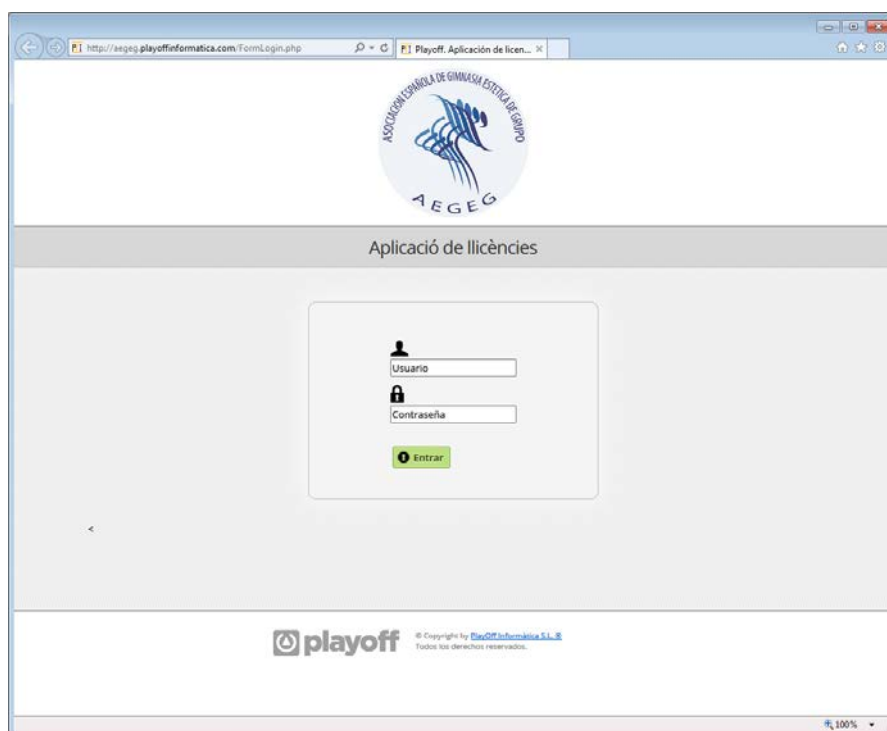 http://aegeg.playoffinformatica.com/FormLogin.php
Playoff. Aplicación de licen...
ASOCIACIÓN ESPAÑOLA DE GIMNASIA ESTÉTICA DE GRUPO
AEGEG
Aplicació de llicències
Usuario
Contraseña
Entrar
<
playoff
© Copyright by PlayOff Informàtica S.L. ®
Todos los derechos reservados.
100%